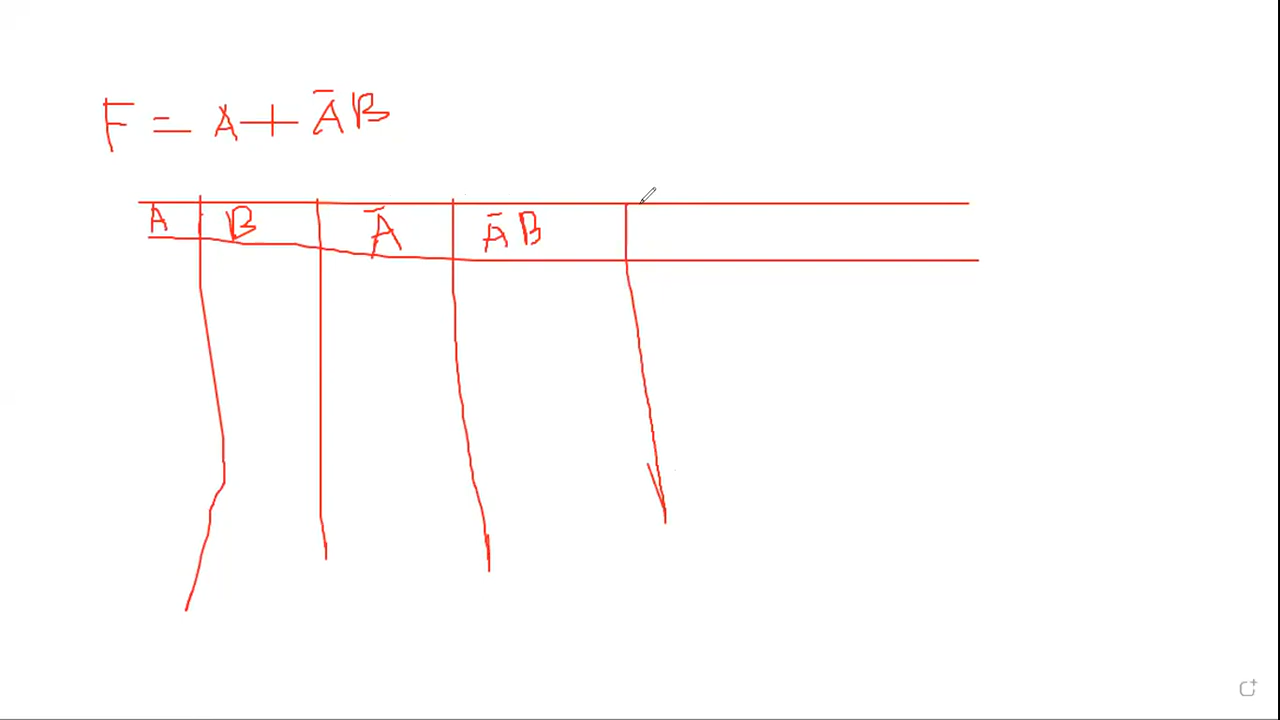 F = A + ĀB
A B Ā ĀB